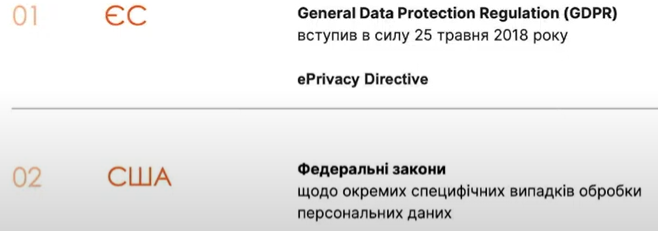 01 ЄС
General Data Protection Regulation (GDPR)
вступив в силу 25 травня 2018 року
ePrivacy Directive
02 США
Федеральні закони
щодо окремих специфічних випадків обробки
персональних даних